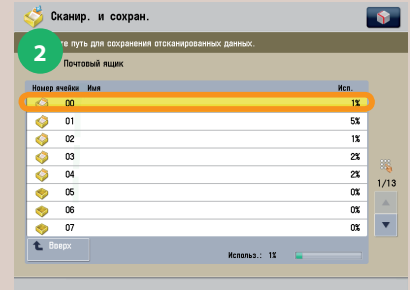 Сканир. и сохран.
2
те путь для сохранения отсканированных данных.
Почтовый ящик
Номер ячейки Имя Исп.
00 1%
01 5%
02 1%
03 2%
04 2%
05 0%
06 0%
07 0%
1/13
Вверх
Использ.: 1%